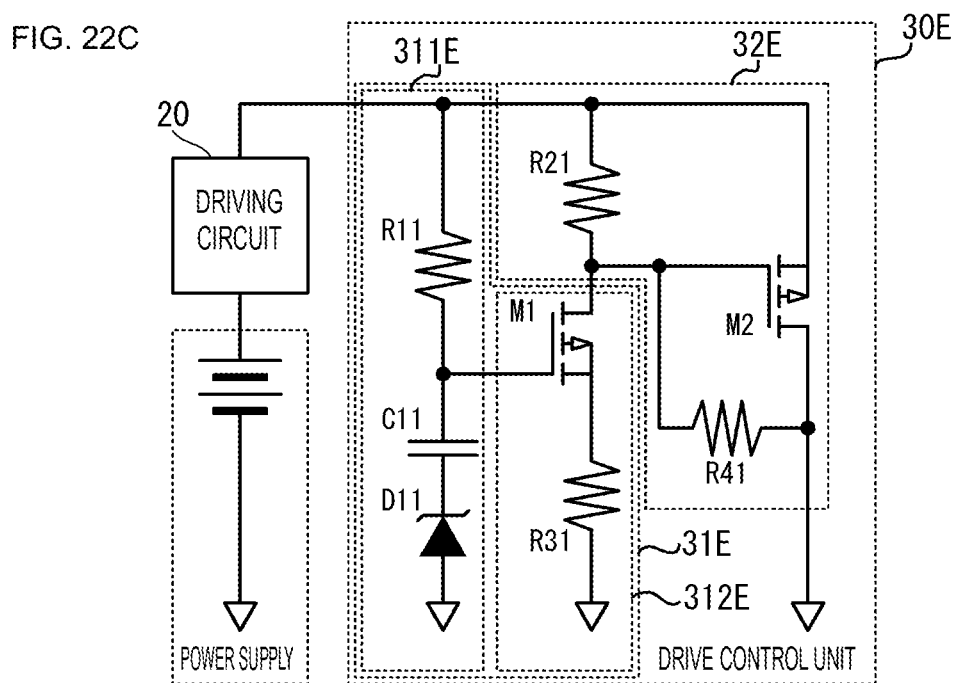 FIG. 22C
30E
311E
32E
20
DRIVING
CIRCUIT
R21
R11
M1
M2
C11
R41
D11
R31
31E
312E
POWER SUPPLY
DRIVE CONTROL UNIT